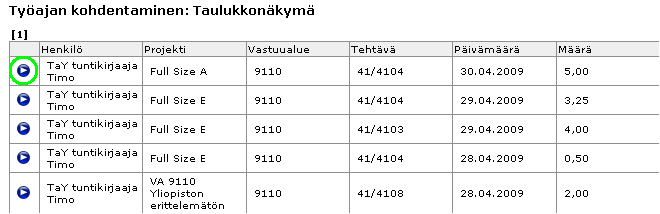 Työajan kohdentaminen: Taulukkonäkymä
[1]
Henkilö Projekti Vastuualue Tehtävä Päivämäärä Määrä
TaY tuntikirjaaja Timo Full Size A 9110 41/4104 30.04.2009 5,00
TaY tuntikirjaaja Timo Full Size E 9110 41/4104 29.04.2009 3,25
TaY tuntikirjaaja Timo Full Size E 9110 41/4103 29.04.2009 4,00
TaY tuntikirjaaja Timo Full Size E 9110 41/4104 28.04.2009 0,50
TaY tuntikirjaaja Timo VA 9110 Yliopiston erittelemätön 9110 41/4108 28.04.2009 2,00